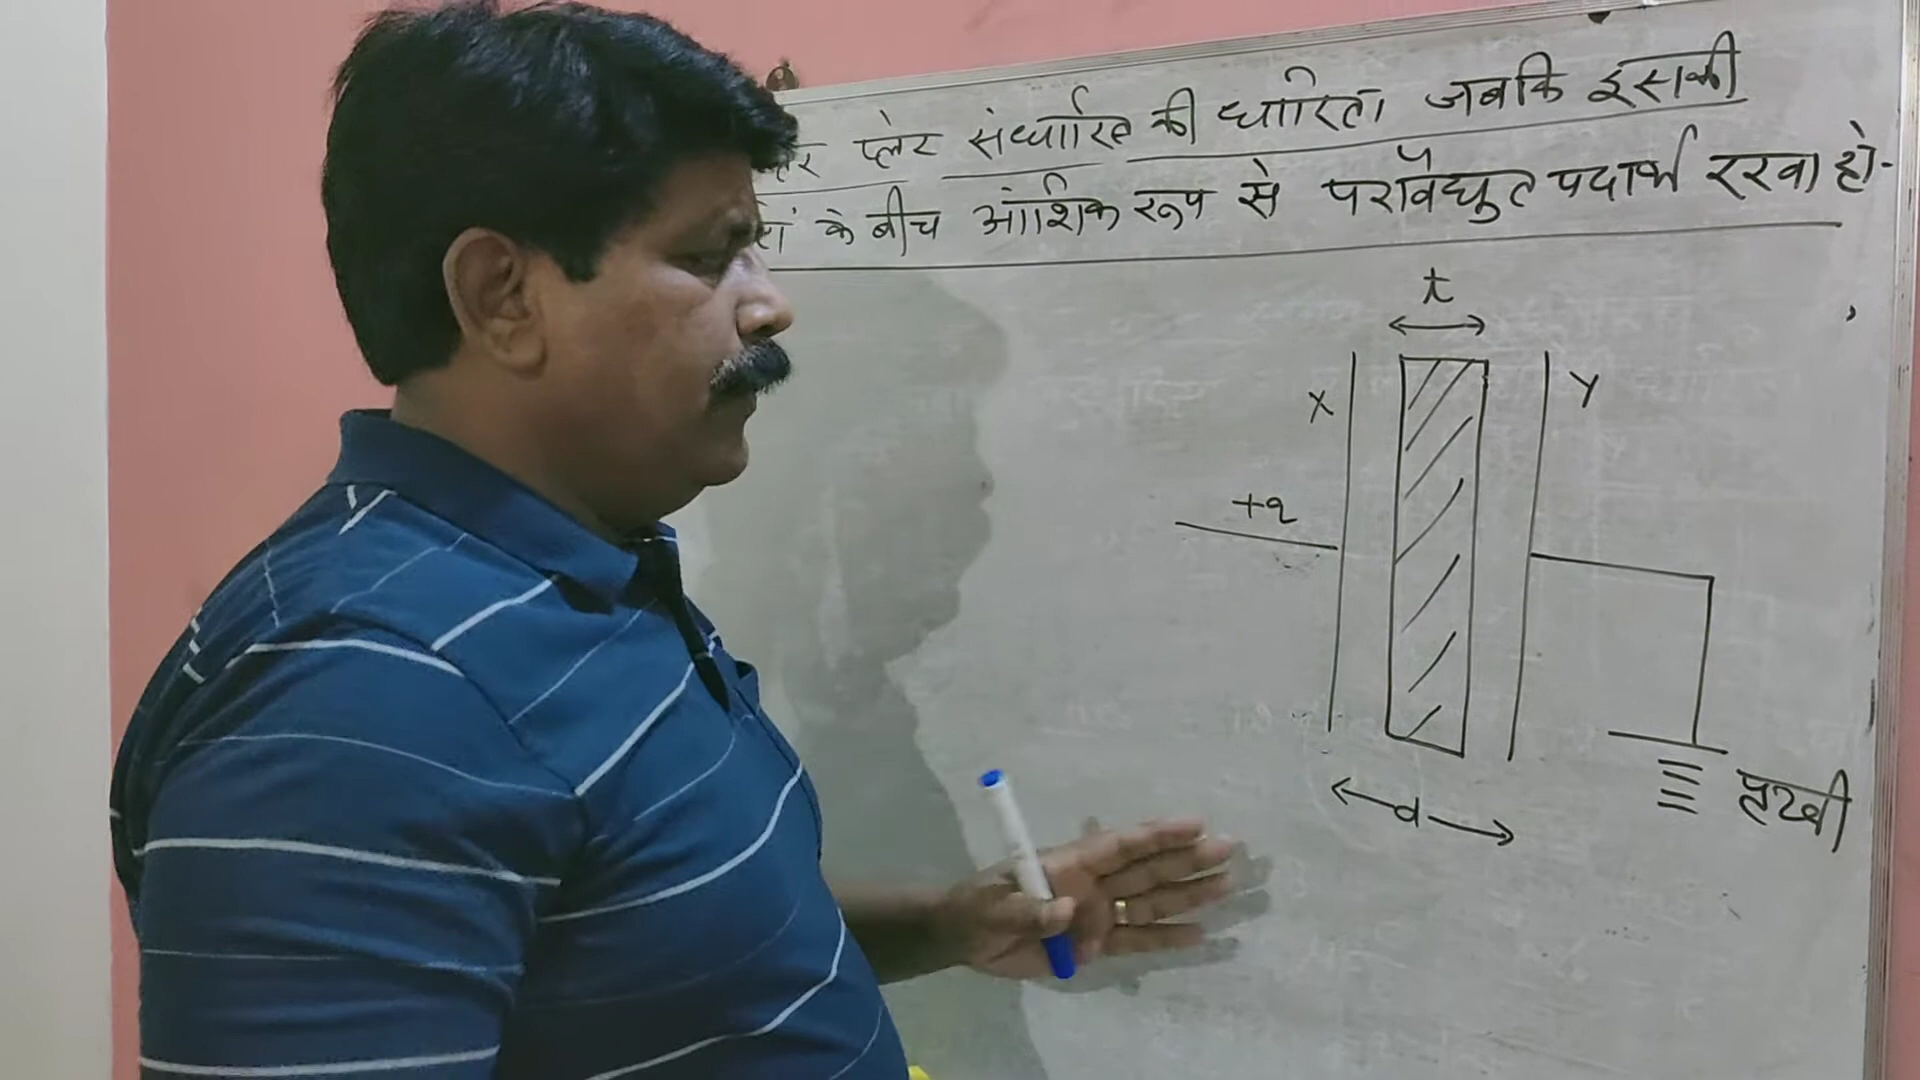 प्लेट संधारित्र की धारिता जबकि इसकी
के बीच आंशिक रूप से परावैद्युत पदार्थ रखा हो-
t
X
Y
+q
d
पृथ्वी